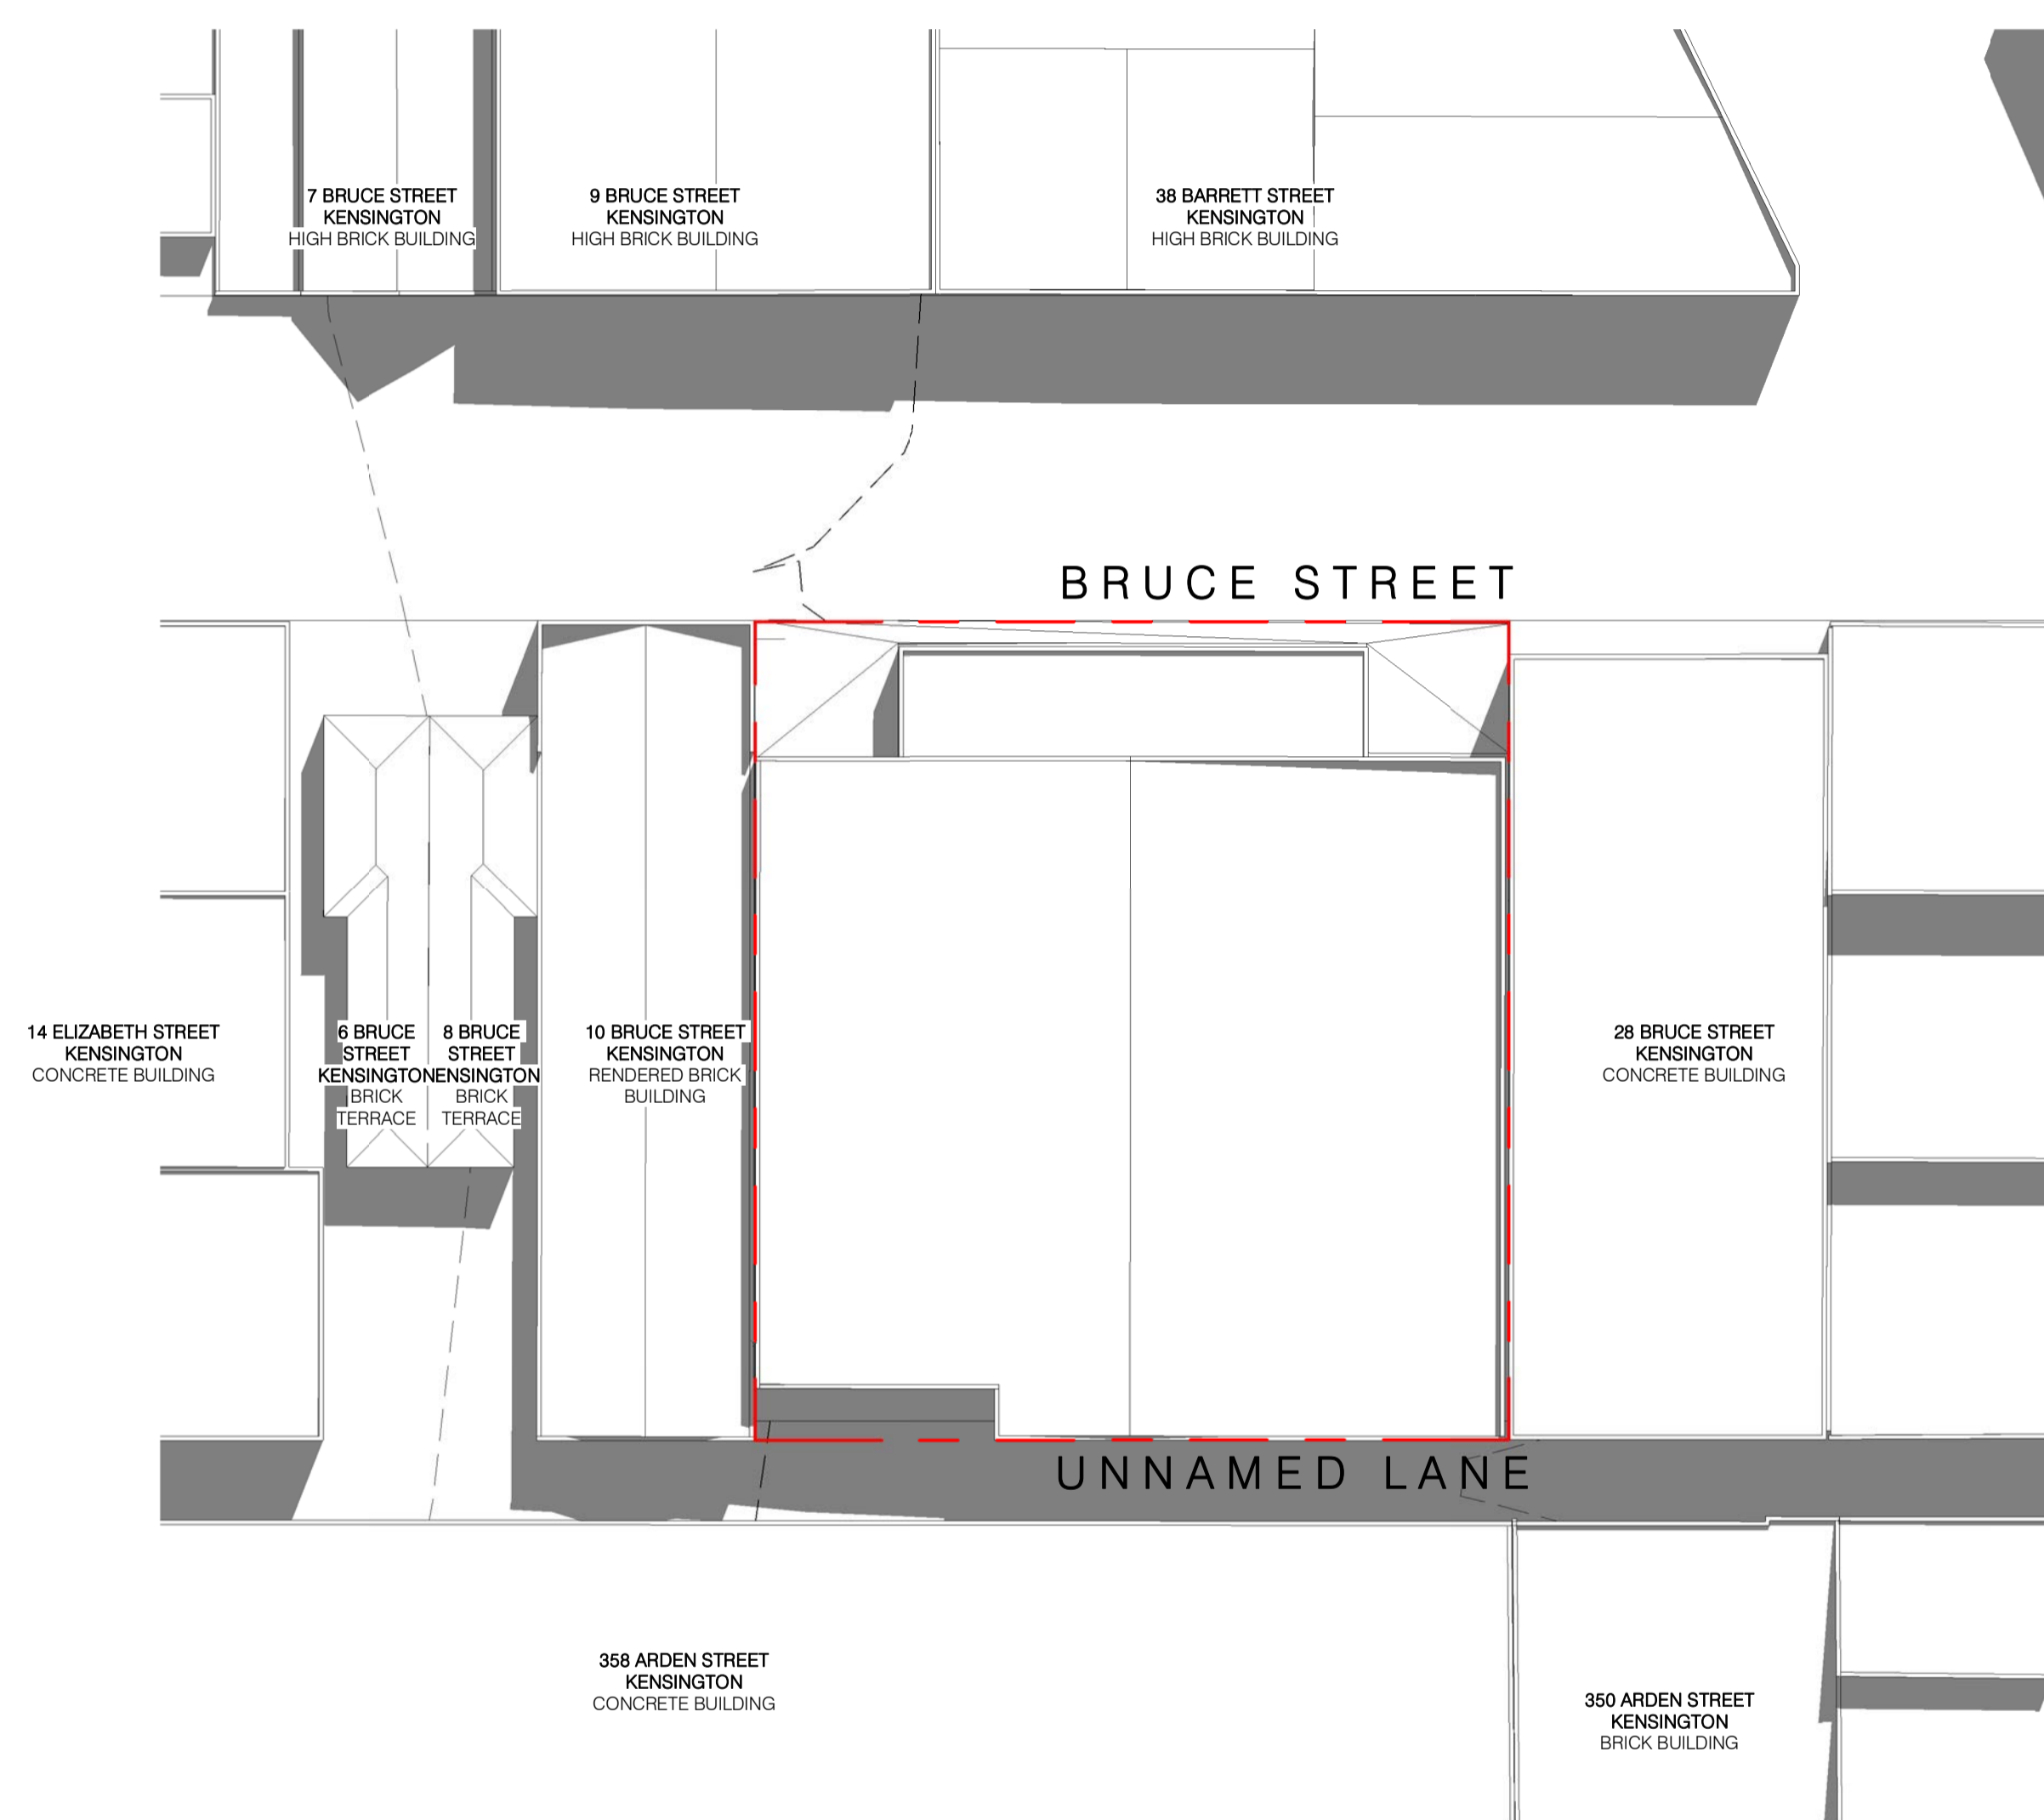 7 BRUCE STREET
KENSINGTON
HIGH BRICK BUILDING
9 BRUCE STREET
KENSINGTON
HIGH BRICK BUILDING
38 BARRETT STREET
KENSINGTON
HIGH BRICK BUILDING
BRUCE STREET
14 ELIZABETH STREET
KENSINGTON
CONCRETE BUILDING
6 BRUCE
STREET
KENSINGTON
BRICK
TERRACE
8 BRUCE
STREET
ENSINGTON
BRICK
TERRACE
10 BRUCE STREET
KENSINGTON
RENDERED BRICK
BUILDING
28 BRUCE STREET
KENSINGTON
CONCRETE BUILDING
UNNAMED LANE
358 ARDEN STREET
KENSINGTON
CONCRETE BUILDING
350 ARDEN STREET
KENSINGTON
BRICK BUILDING